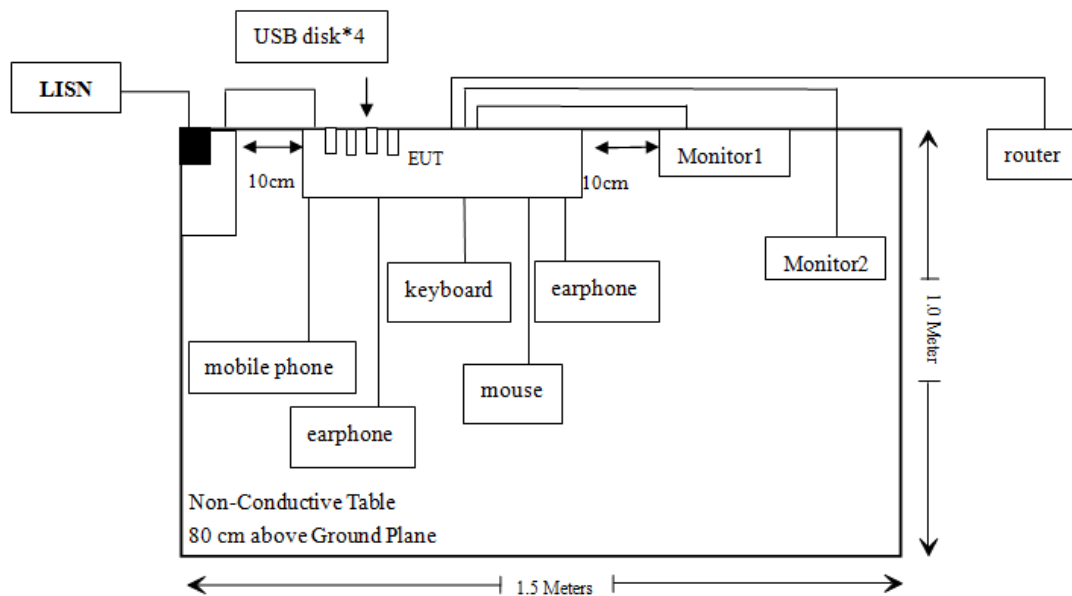 USB disk*4
LISN
EUT
10cm
10cm
Monitor1
router
Monitor2
keyboard
earphone
mobile phone
mouse
earphone
1.0 Meter
Non-Conductive Table
80 cm above Ground Plane
1.5 Meters